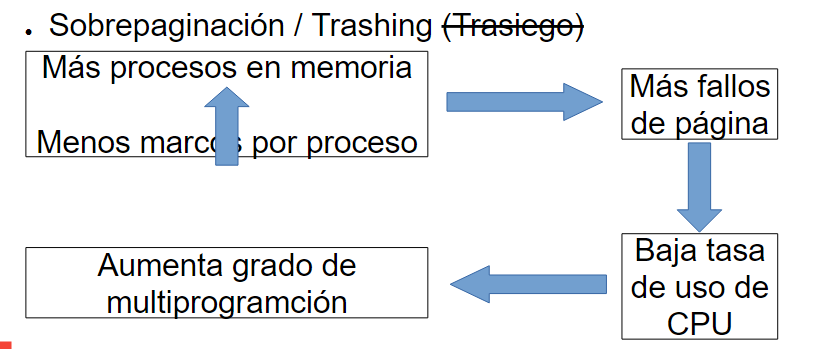 Sobrepaginación / Trashing (Trasiego)
Más procesos en memoria
Menos marcos por proceso
Más fallos
de página
Baja tasa
de uso de
CPU
Aumenta grado de
multiprogramción